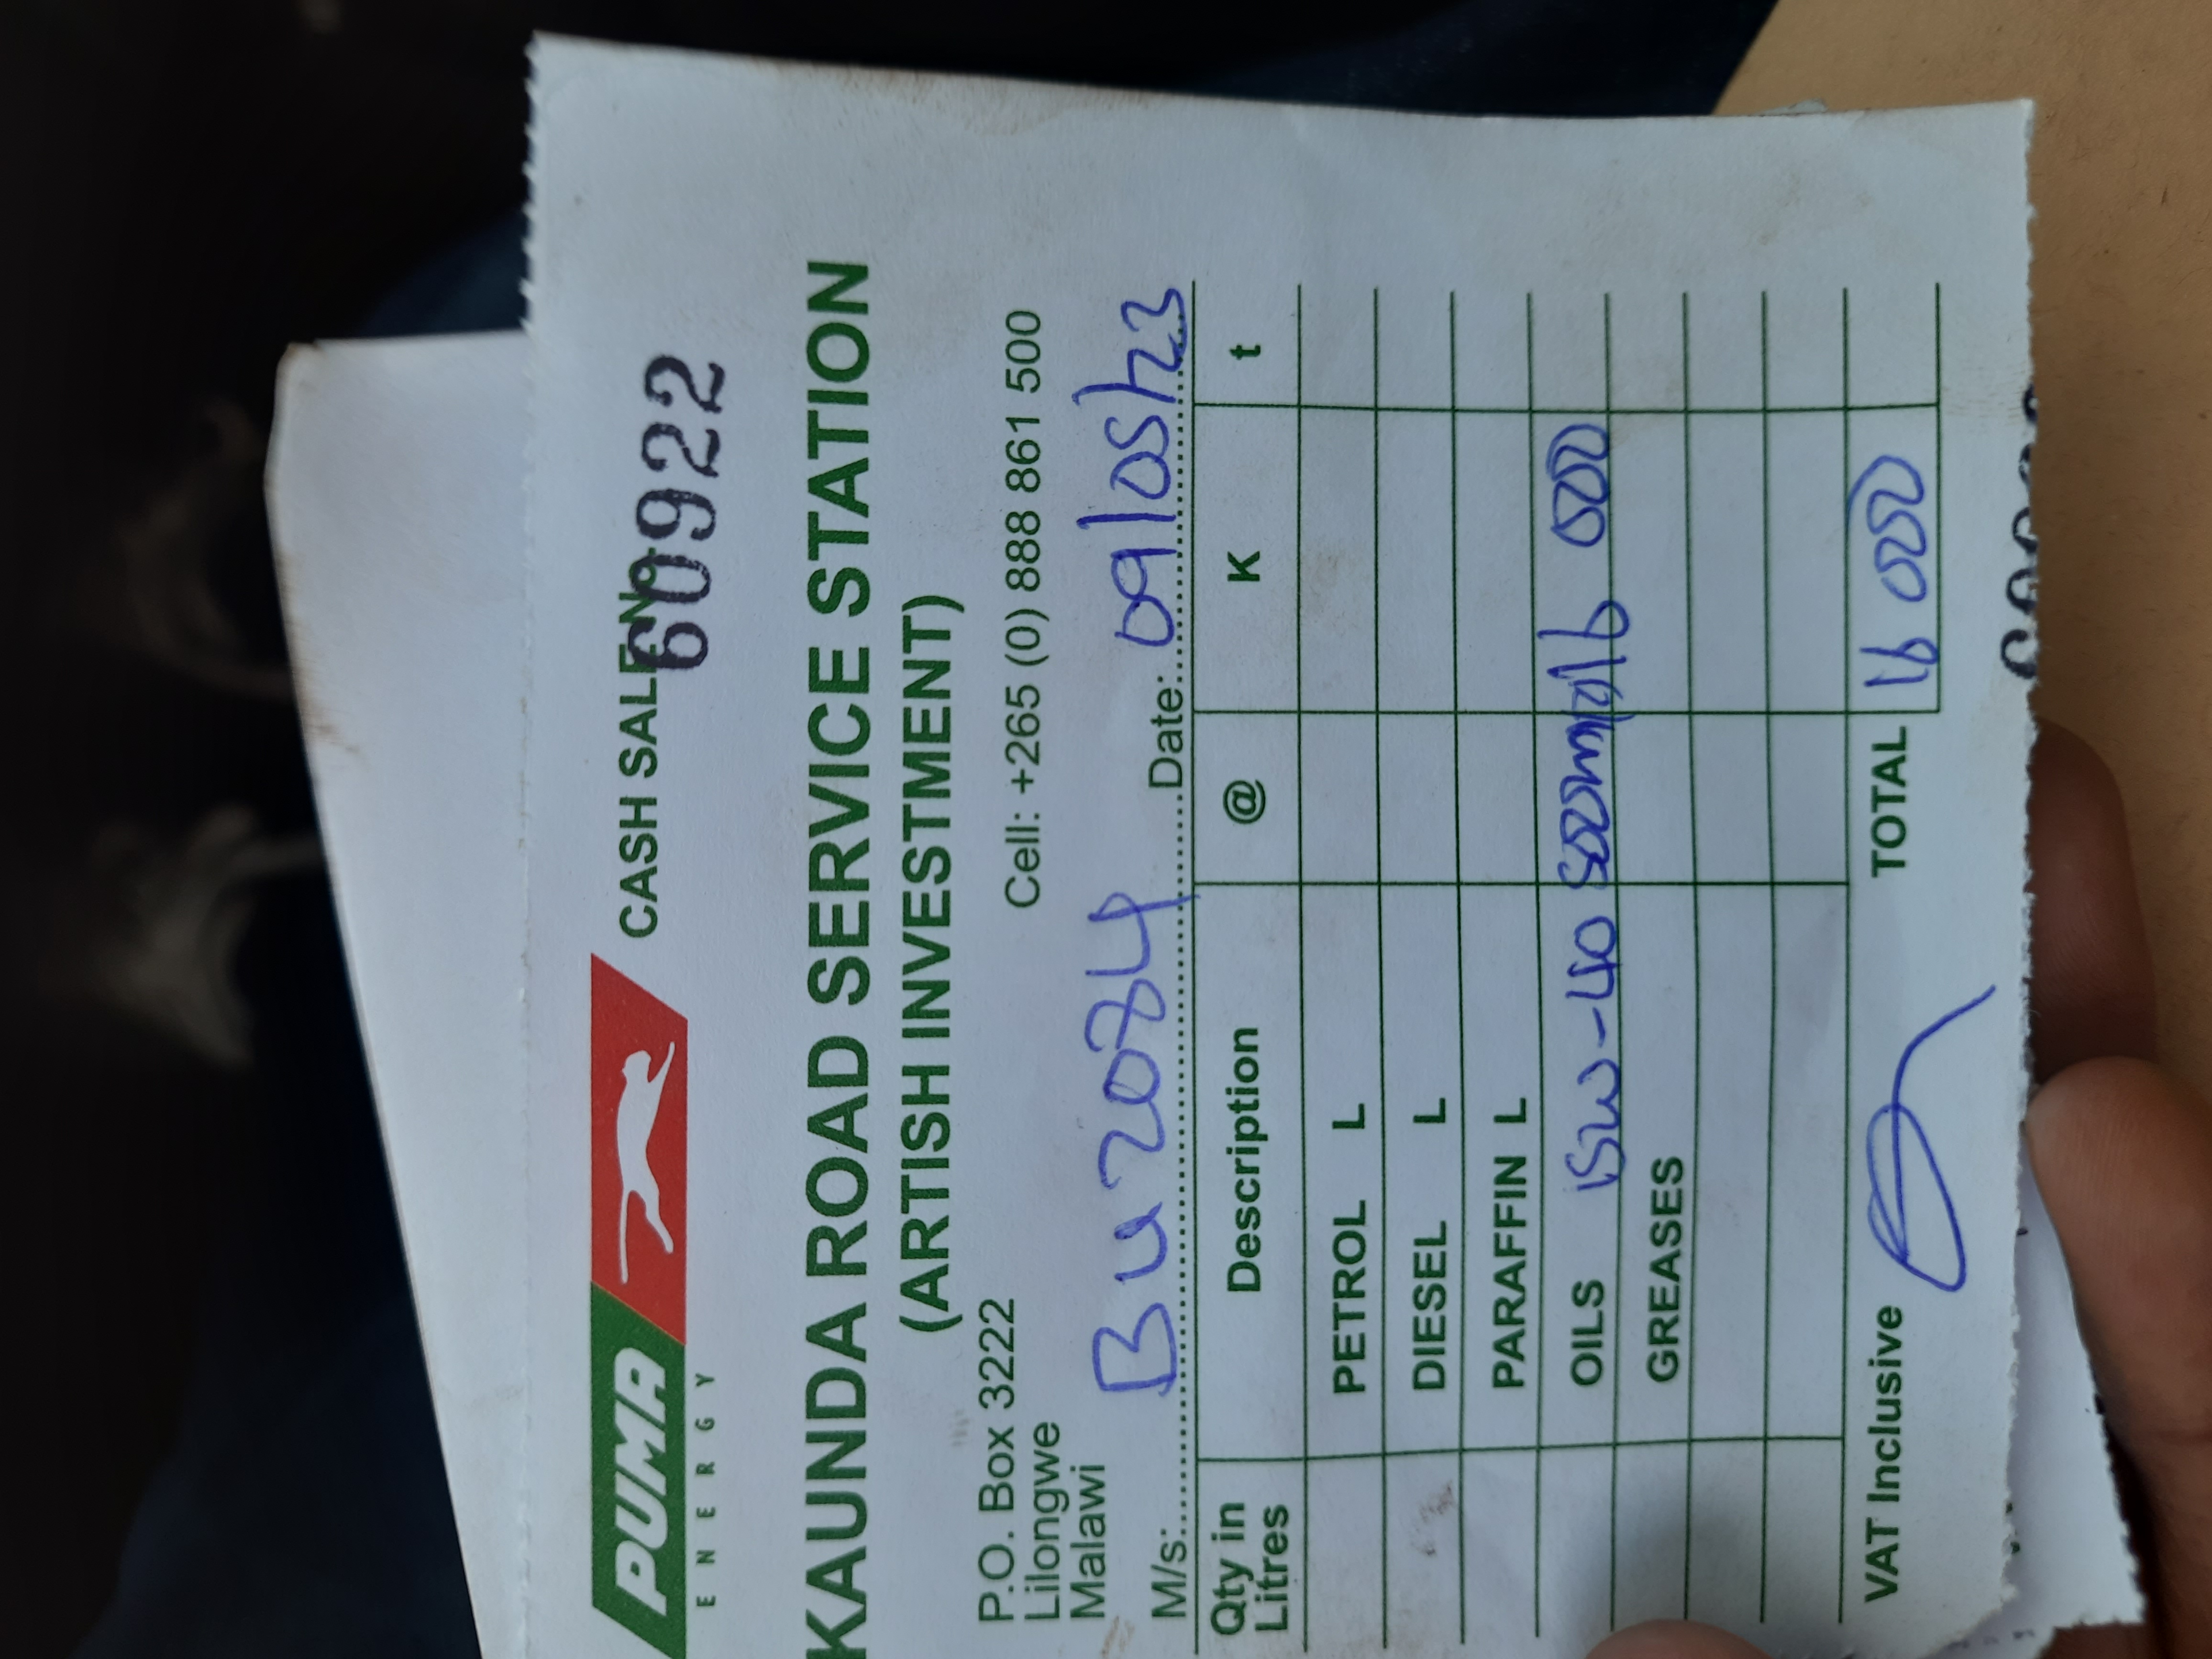 PUMA
ENERGY
CASH SALE No.
60922
KAUNDA ROAD SERVICE STATION
(ARTISH INVESTMENT)
P.O. Box 3222
Lilongwe
Malawi
Cell: +265 (0) 888 861 500
M/s: BU2084 Date: 09/05/23
Qty in Litres Description @ K t
PETROL L
DIESEL L
PARAFFIN L
OILS 15W-40 16 000
GREASES
VAT Inclusive TOTAL 16 000